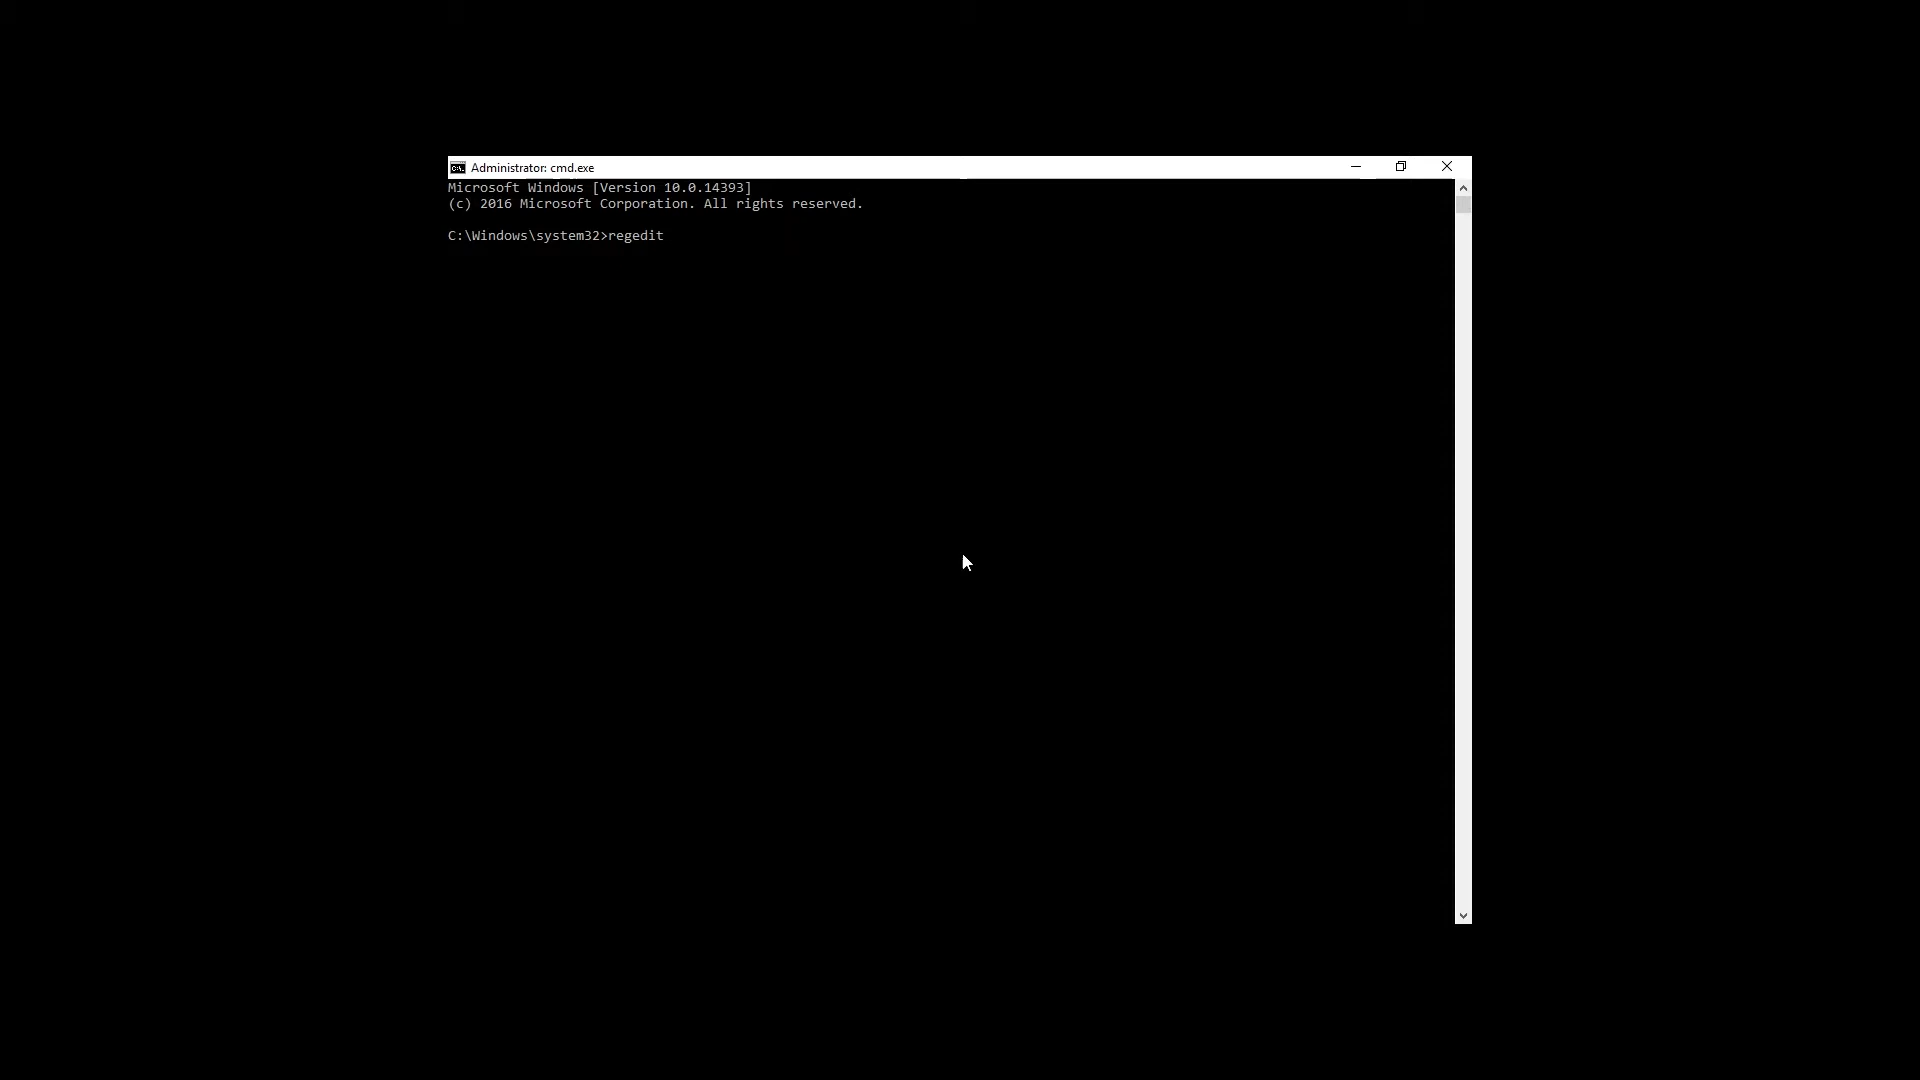 Administrator: cmd.exe
Microsoft Windows [Version 10.0.14393]
(c) 2016 Microsoft Corporation. All rights reserved.
C:\Windows\system32>regedit